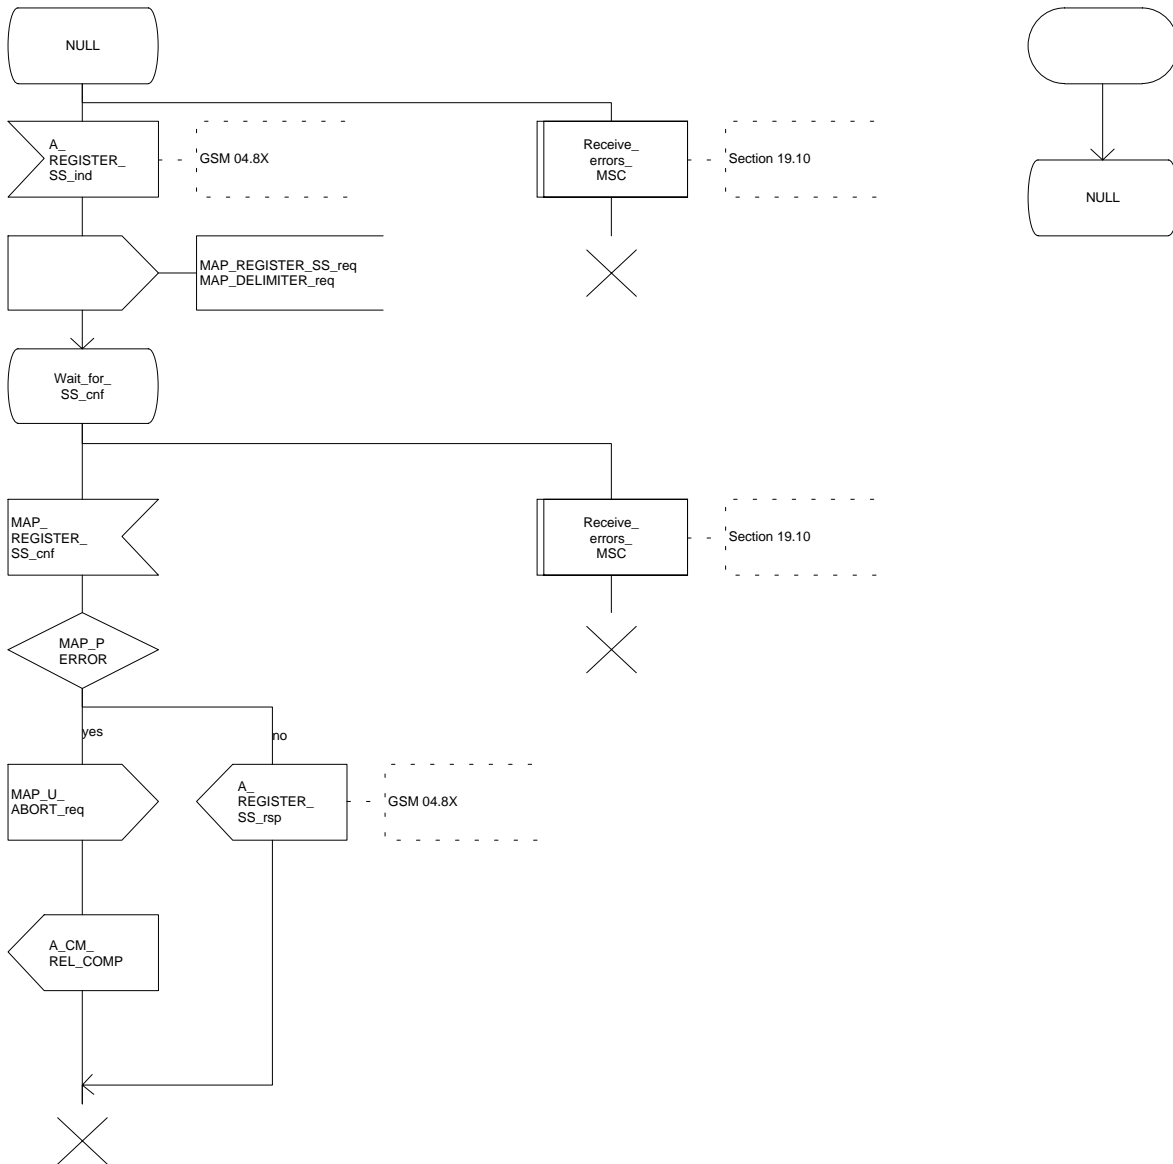 NULL
A_
REGISTER_
SS_ind
GSM 04.8X
Receive_
errors_
MSC
Section 19.10
NULL
MAP_REGISTER_SS_req
MAP_DELIMITER_req
Wait_for_
SS_cnf
MAP_
REGISTER_
SS_cnf
Receive_
errors_
MSC
Section 19.10
MAP_P
ERROR
yes
no
MAP_U_
ABORT_req
A_
REGISTER_
SS_rsp
GSM 04.8X
A_CM_
REL_COMP